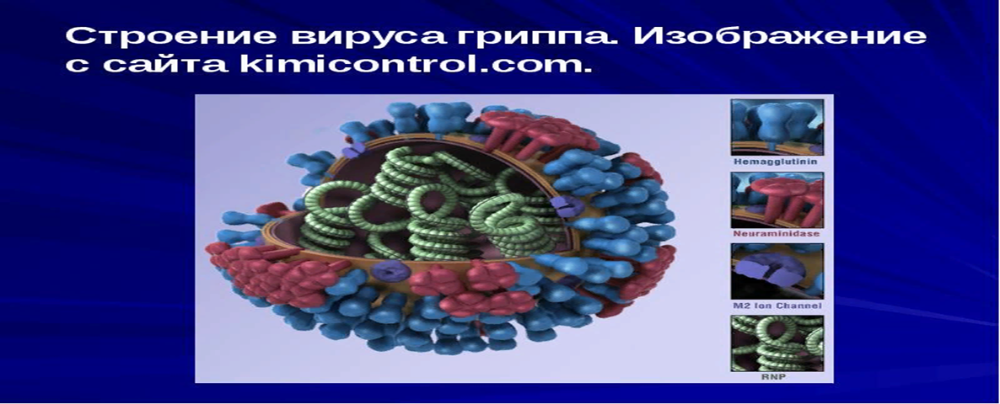 Строение вируса гриппа. Изображение
с сайта kimicontrol.com.
Hemagglutinin
Neuraminidase
M2 Ion Channel
RNP